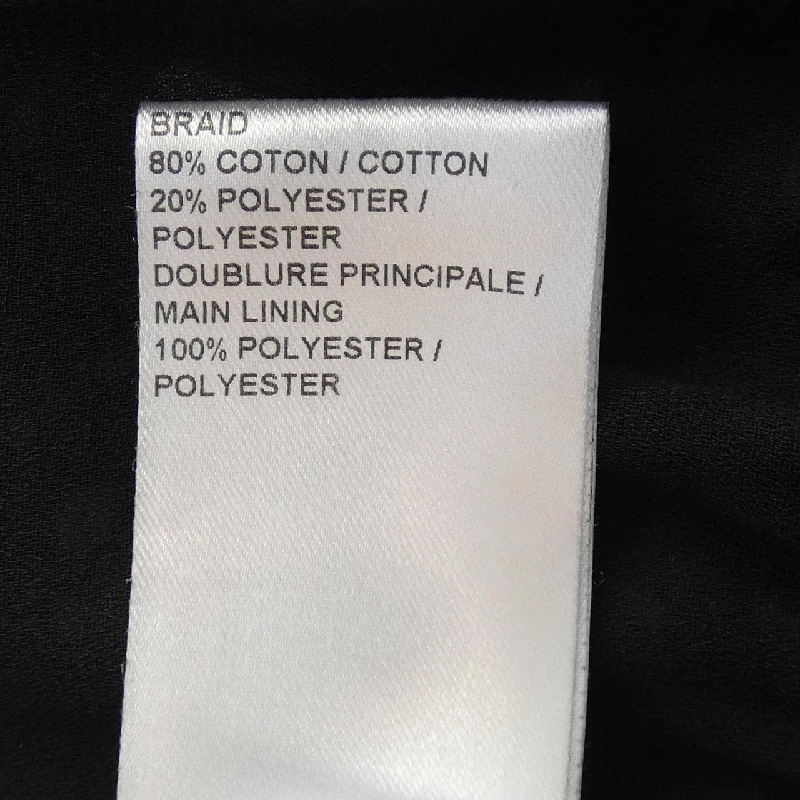 BRAID
80% COTON / COTTON
20% POLYESTER /
POLYESTER
DOUBLURE PRINCIPALE /
MAIN LINING
100% POLYESTER /
POLYESTER